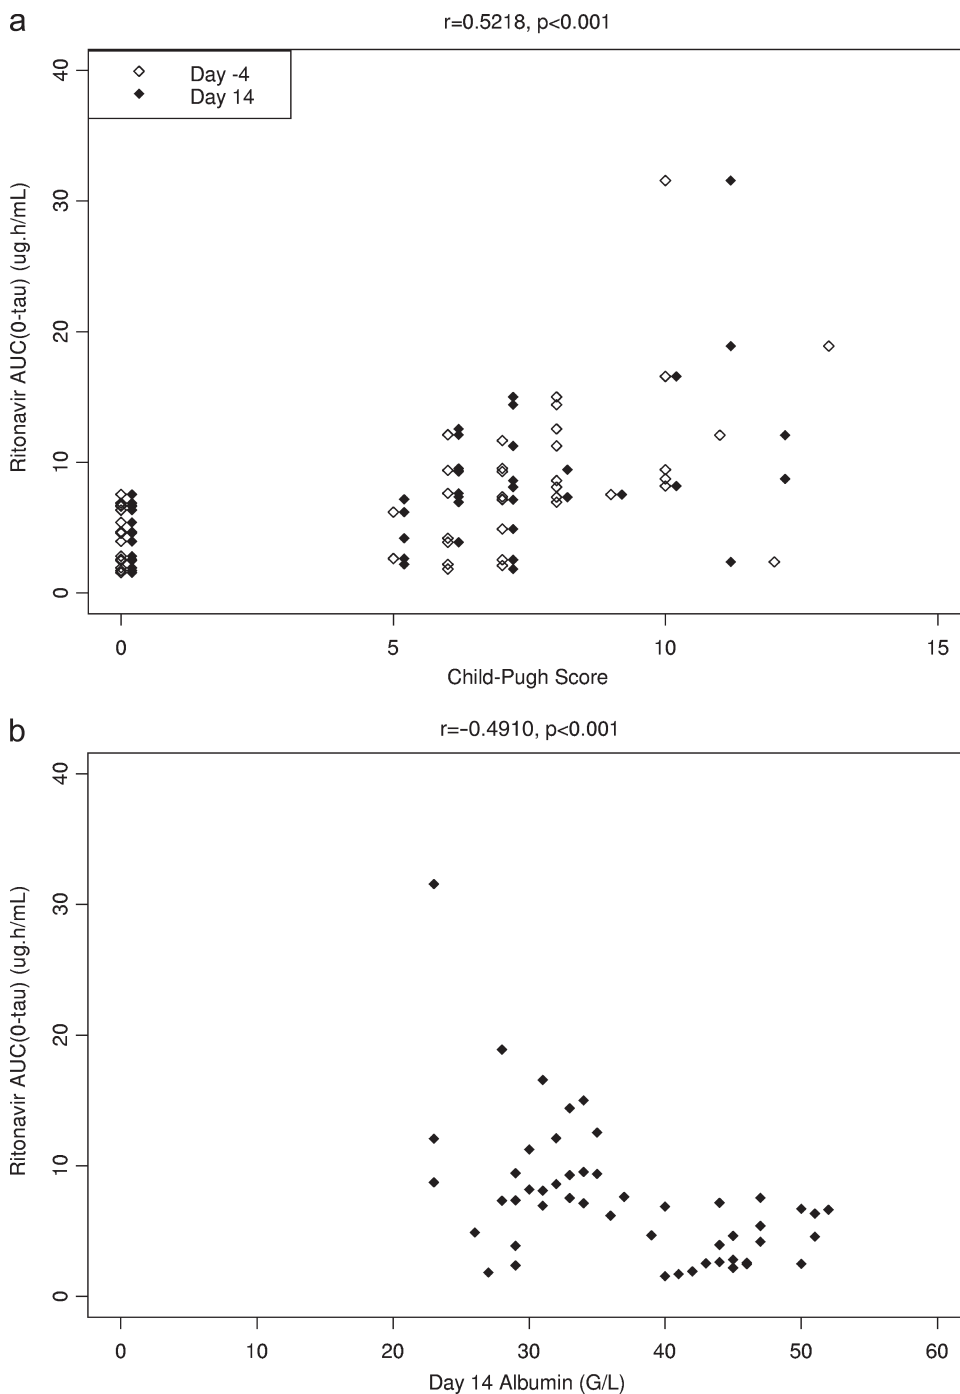 a
r=0.5218, p<0.001
Day -4
Day 14
Ritonavir AUC(0-tau) (ug.h/mL)
40
30
20
10
0
0 5 10 15
Child-Pugh Score
b
r=-0.4910, p<0.001
Ritonavir AUC(0-tau) (ug.h/mL)
40
30
20
10
0
0 10 20 30 40 50 60
Day 14 Albumin (G/L)